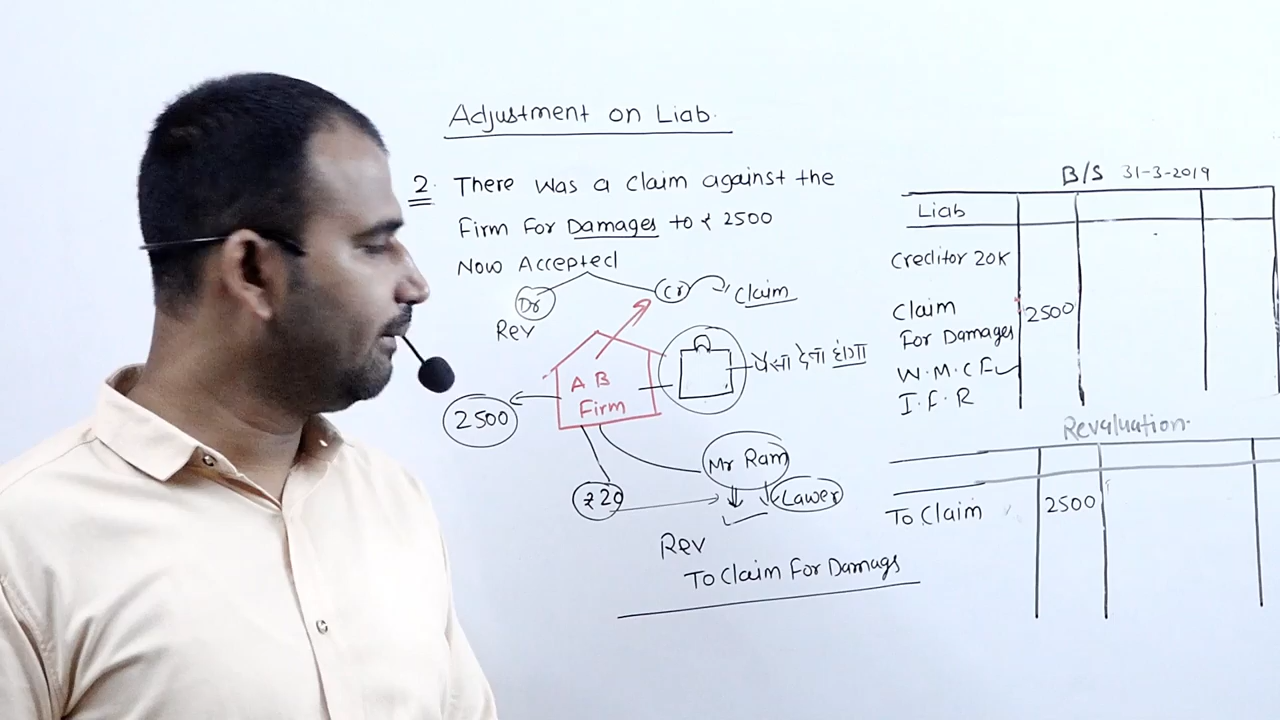 Adjustment on Liab.
2. There was a claim against the
Firm For Damages to ₹ 2500
Now Accepted
Dr
Cr
Claim
Rev
A B
Firm
पैसा देना होगा
2500
Mr Ram
₹20
Lawer
Rev
To Claim For Damags
B/S 31-3-2019
Liab
Creditor 20K
Claim 2500
For Damages
W.M.C.F
I.F.R
Revaluation.
To Claim 2500